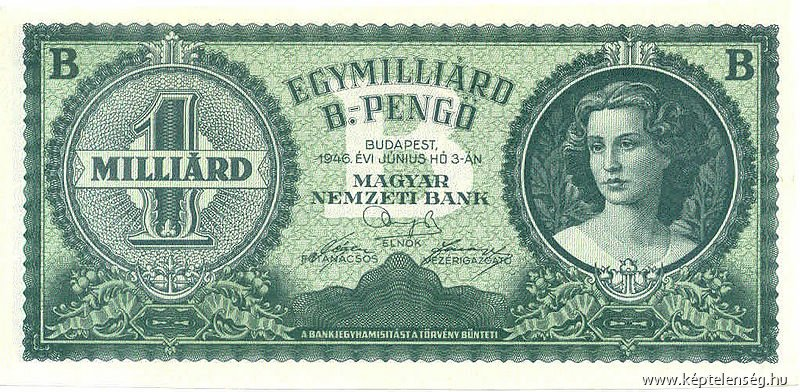 B
B
EGYMILLIÁRD
B.-PENGŐ
1
MILLIÁRD
B
BUDAPEST,
1946. ÉVI JÚNIUS HÓ 3-ÁN
MAGYAR
NEMZETI BANK
ELNÖK
FŐTANÁCSOS
VEZÉRIGAZGATÓ
A BANKJEGYHAMISITÁST A TÖRVÉNY BÜNTETI
www.képtelenség.hu